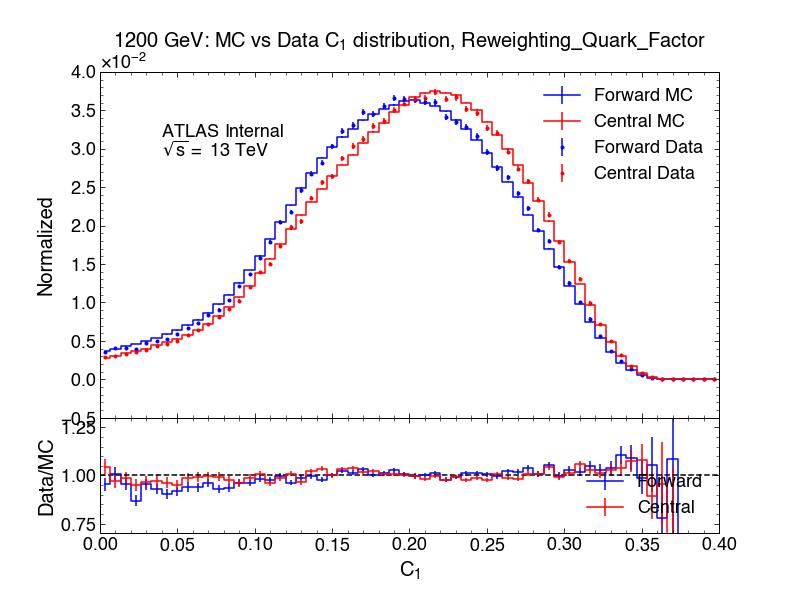 1200 GeV: MC vs Data C₁ distribution, Reweighting_Quark_Factor
×10⁻²
4.0
3.5
3.0
2.5
2.0
1.5
1.0
0.5
0.0
-0.5
Normalized
ATLAS Internal
√s = 13 TeV
Forward MC
Central MC
Forward Data
Central Data
1.25
1.00
0.75
Data/MC
Forward
Central
0.00 0.05 0.10 0.15 0.20 0.25 0.30 0.35 0.40
C₁